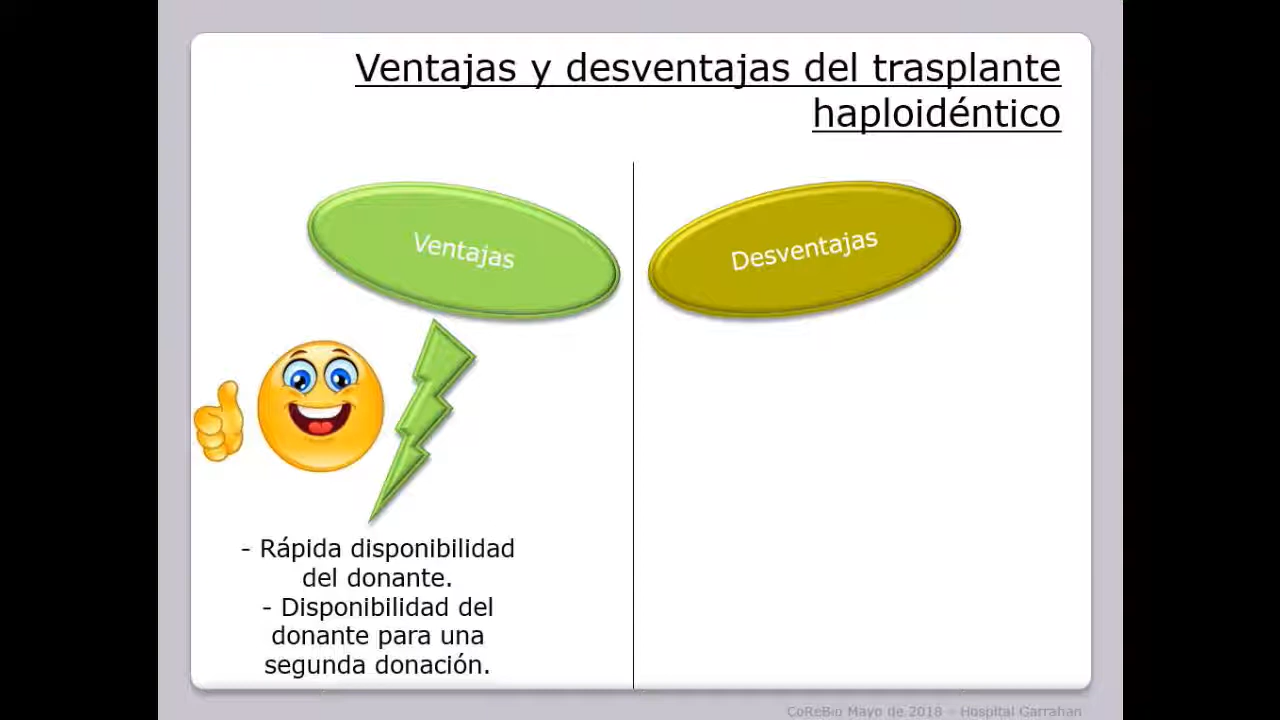 Ventajas y desventajas del trasplante
haploidéntico
Ventajas
Desventajas
- Rápida disponibilidad
del donante.
- Disponibilidad del
donante para una
segunda donación.
CoReBio Mayo de 2018 - Hospital Garrahan